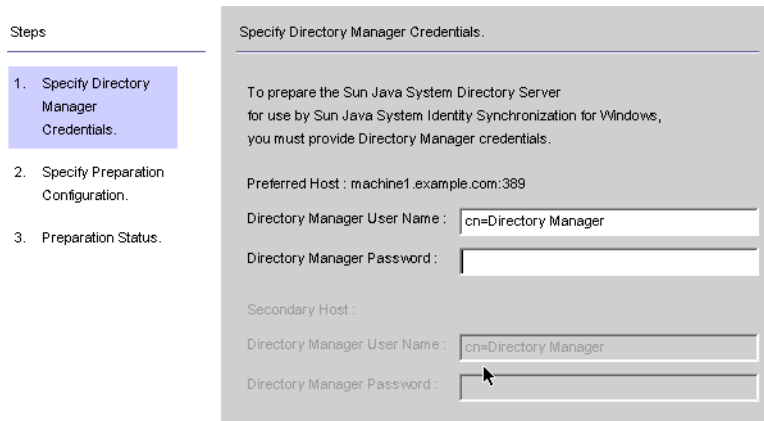 Steps
1. Specify Directory
Manager
Credentials.
2. Specify Preparation
Configuration.
3. Preparation Status.
Specify Directory Manager Credentials.
To prepare the Sun Java System Directory Server
for use by Sun Java System Identity Synchronization for Windows,
you must provide Directory Manager credentials.
Preferred Host : machine1.example.com:389
Directory Manager User Name : cn=Directory Manager
Directory Manager Password :
Secondary Host :
Directory Manager User Name : cn=Directory Manager
Directory Manager Password :